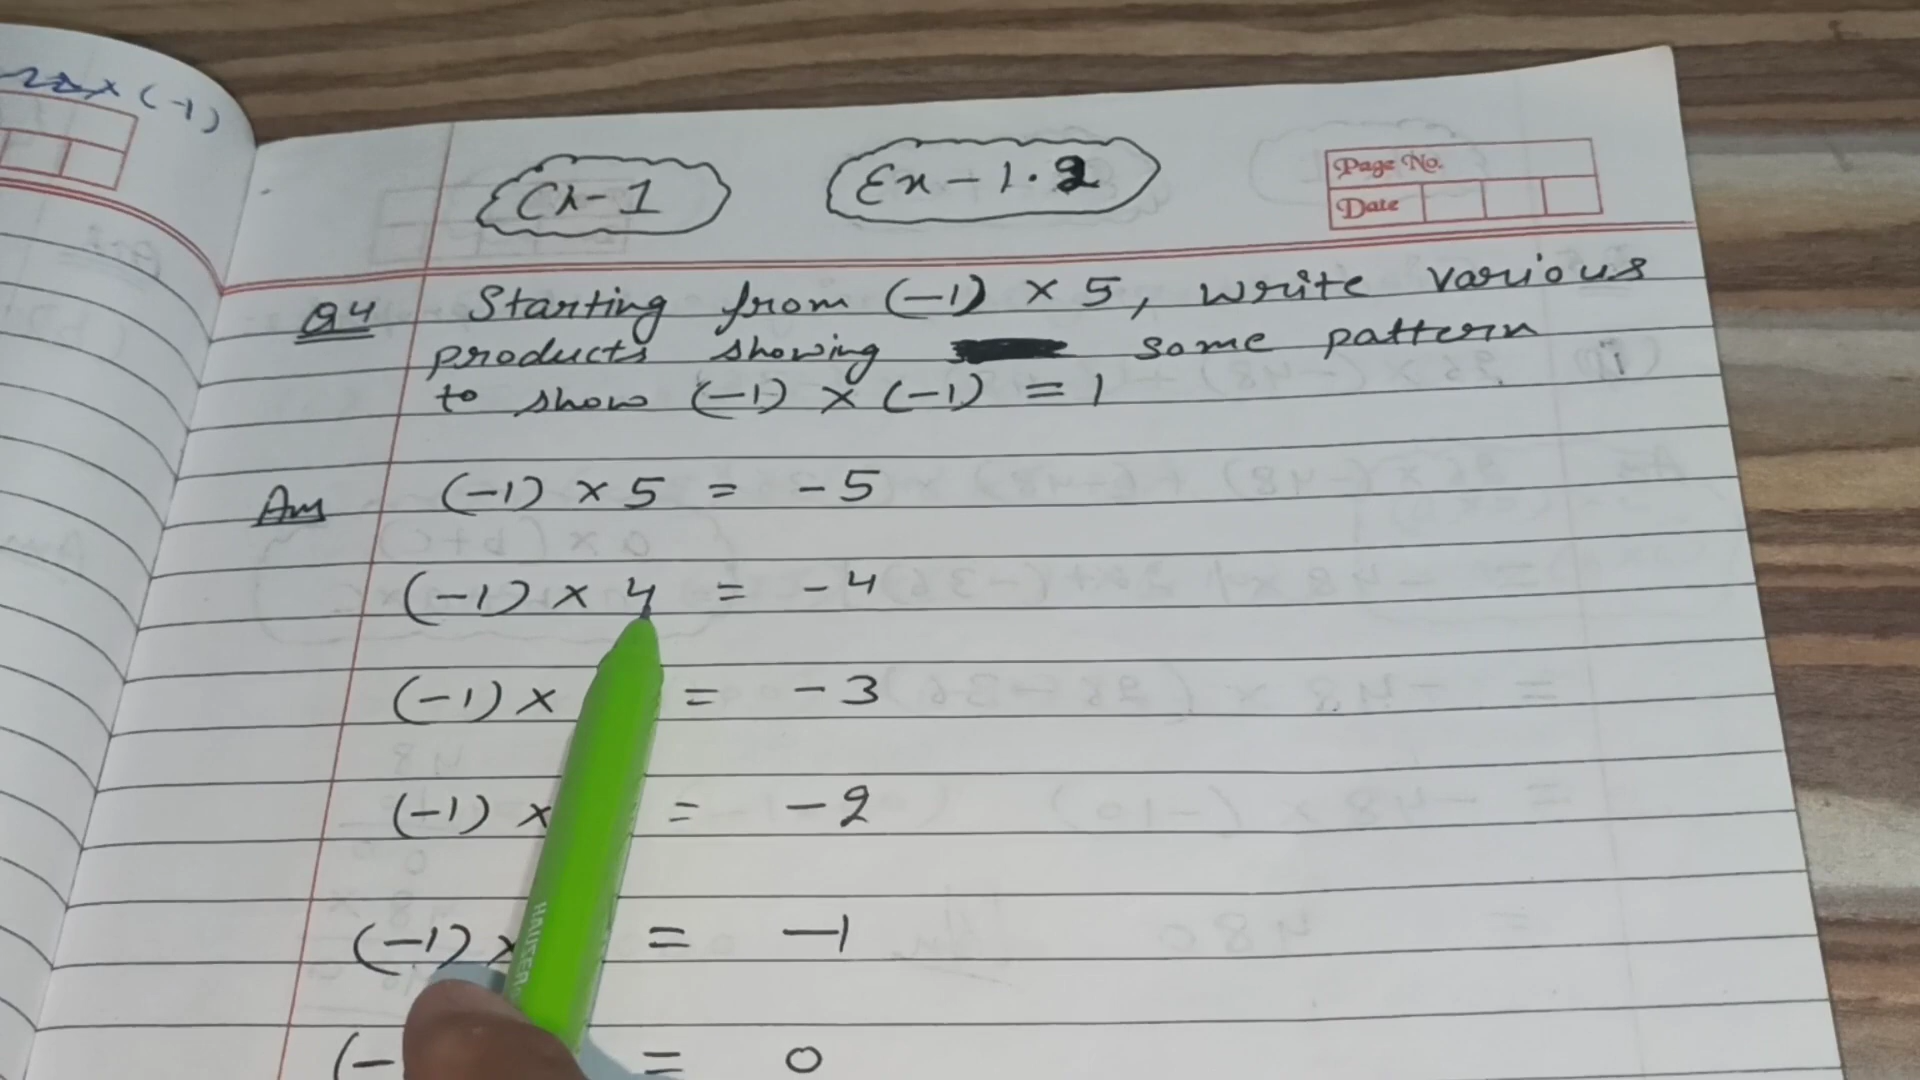 x (-1)
Ch-1 Ex-1.2
Page No.
Date
Q4 Starting from (-1) × 5, write various
products showing some pattern
to show (-1) × (-1) = 1
Ans (-1) × 5 = -5
(-1) × 4 = -4
(-1) × = -3
(-1) × = -2
(-1) × = -1
(- = 0
HAUSER